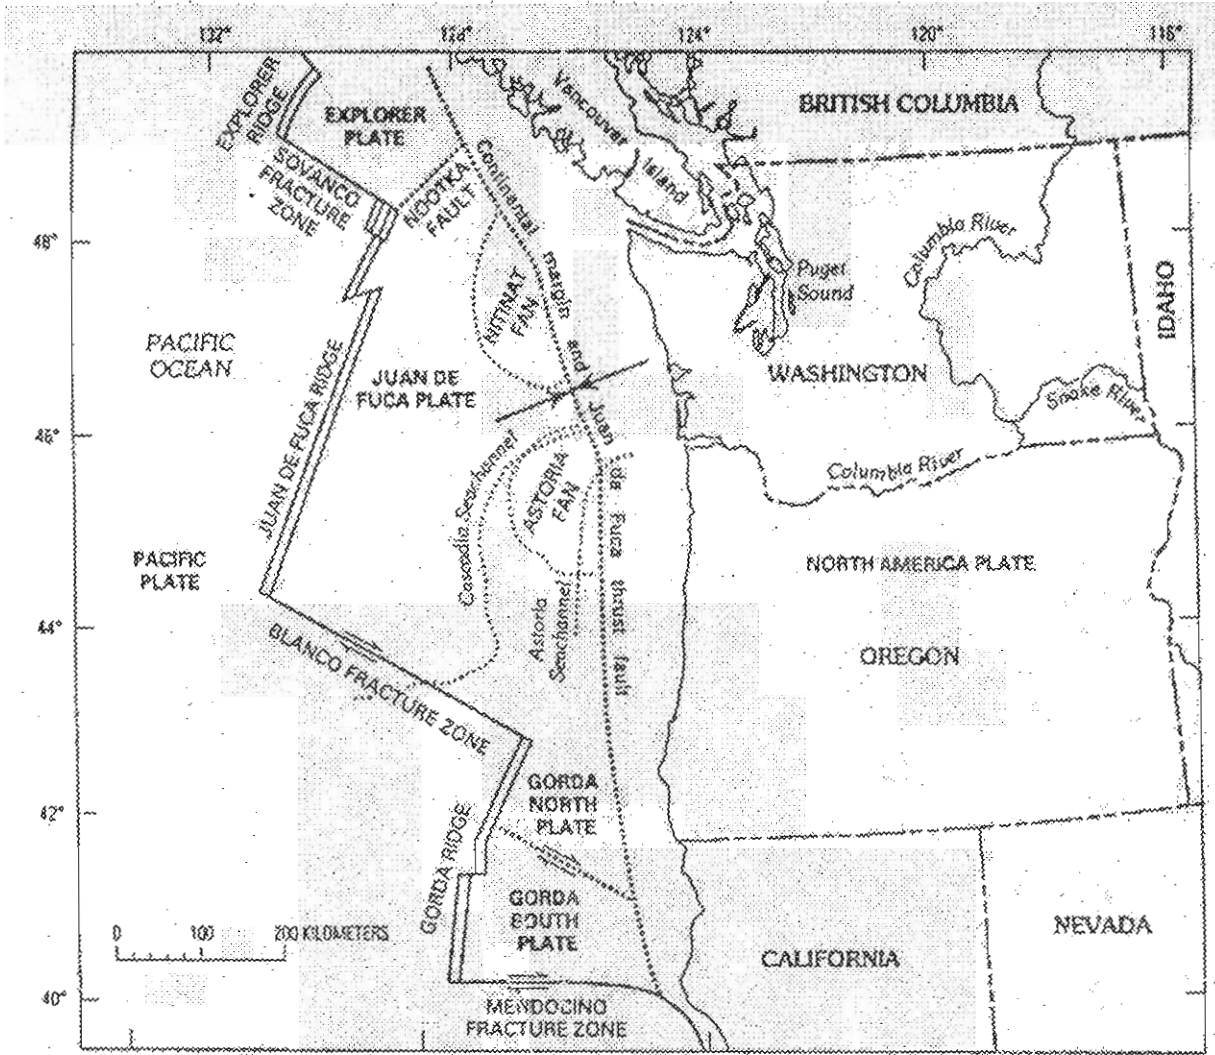 132°
128°
124°
120°
116°
EXPLORER
RIDGE
EXPLORER
PLATE
Vancouver
Island
BRITISH COLUMBIA
SOVANCO
FRACTURE
ZONE
NOOTKA
FAULT
Continental margin and Juan de Fuca thrust fault
48°
Columbia River
Puget
Sound
IDAHO
NITINAT
FAN
PACIFIC
OCEAN
JUAN DE FUCA RIDGE
JUAN DE
FUCA PLATE
WASHINGTON
Snake River
46°
Columbia River
Cascadia Seachannel
ASTORIA
FAN
PACIFIC
PLATE
NORTH AMERICA PLATE
44°
BLANCO FRACTURE ZONE
Astoria
Seachannel
OREGON
42°
GORDA
NORTH
PLATE
GORDA RIDGE
GORDA
SOUTH
PLATE
0 100 200 KILOMETERS
NEVADA
CALIFORNIA
40°
MENDOCINO
FRACTURE ZONE